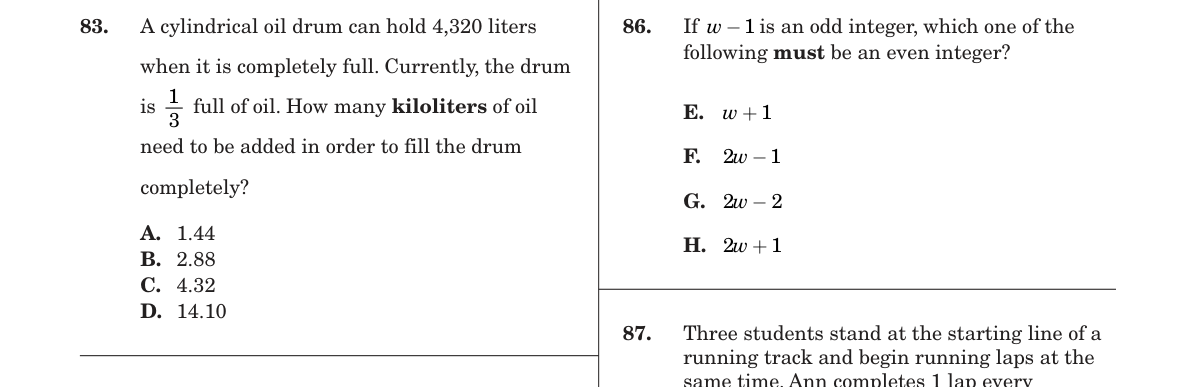 83. A cylindrical oil drum can hold 4,320 liters
when it is completely full. Currently, the drum
is 1/3 full of oil. How many kiloliters of oil
need to be added in order to fill the drum
completely?
A. 1.44
B. 2.88
C. 4.32
D. 14.10
86. If w – 1 is an odd integer, which one of the
following must be an even integer?
E. w + 1
F. 2w – 1
G. 2w – 2
H. 2w + 1
87. Three students stand at the starting line of a
running track and begin running laps at the
same time. Ann completes 1 lap every